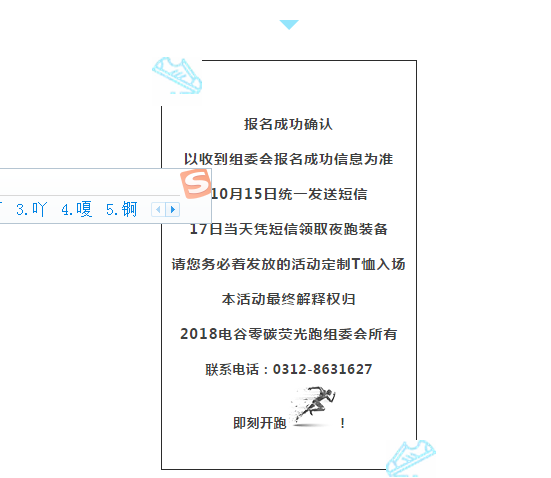 报名成功确认
以收到组委会报名成功信息为准
10月15日统一发送短信
3.吖 4.嗄 5.锕
17日当天凭短信领取夜跑装备
请您务必着发放的活动定制T恤入场
本活动最终解释权归
2018电谷零碳荧光跑组委会所有
联系电话：0312-8631627
即刻开跑 ！